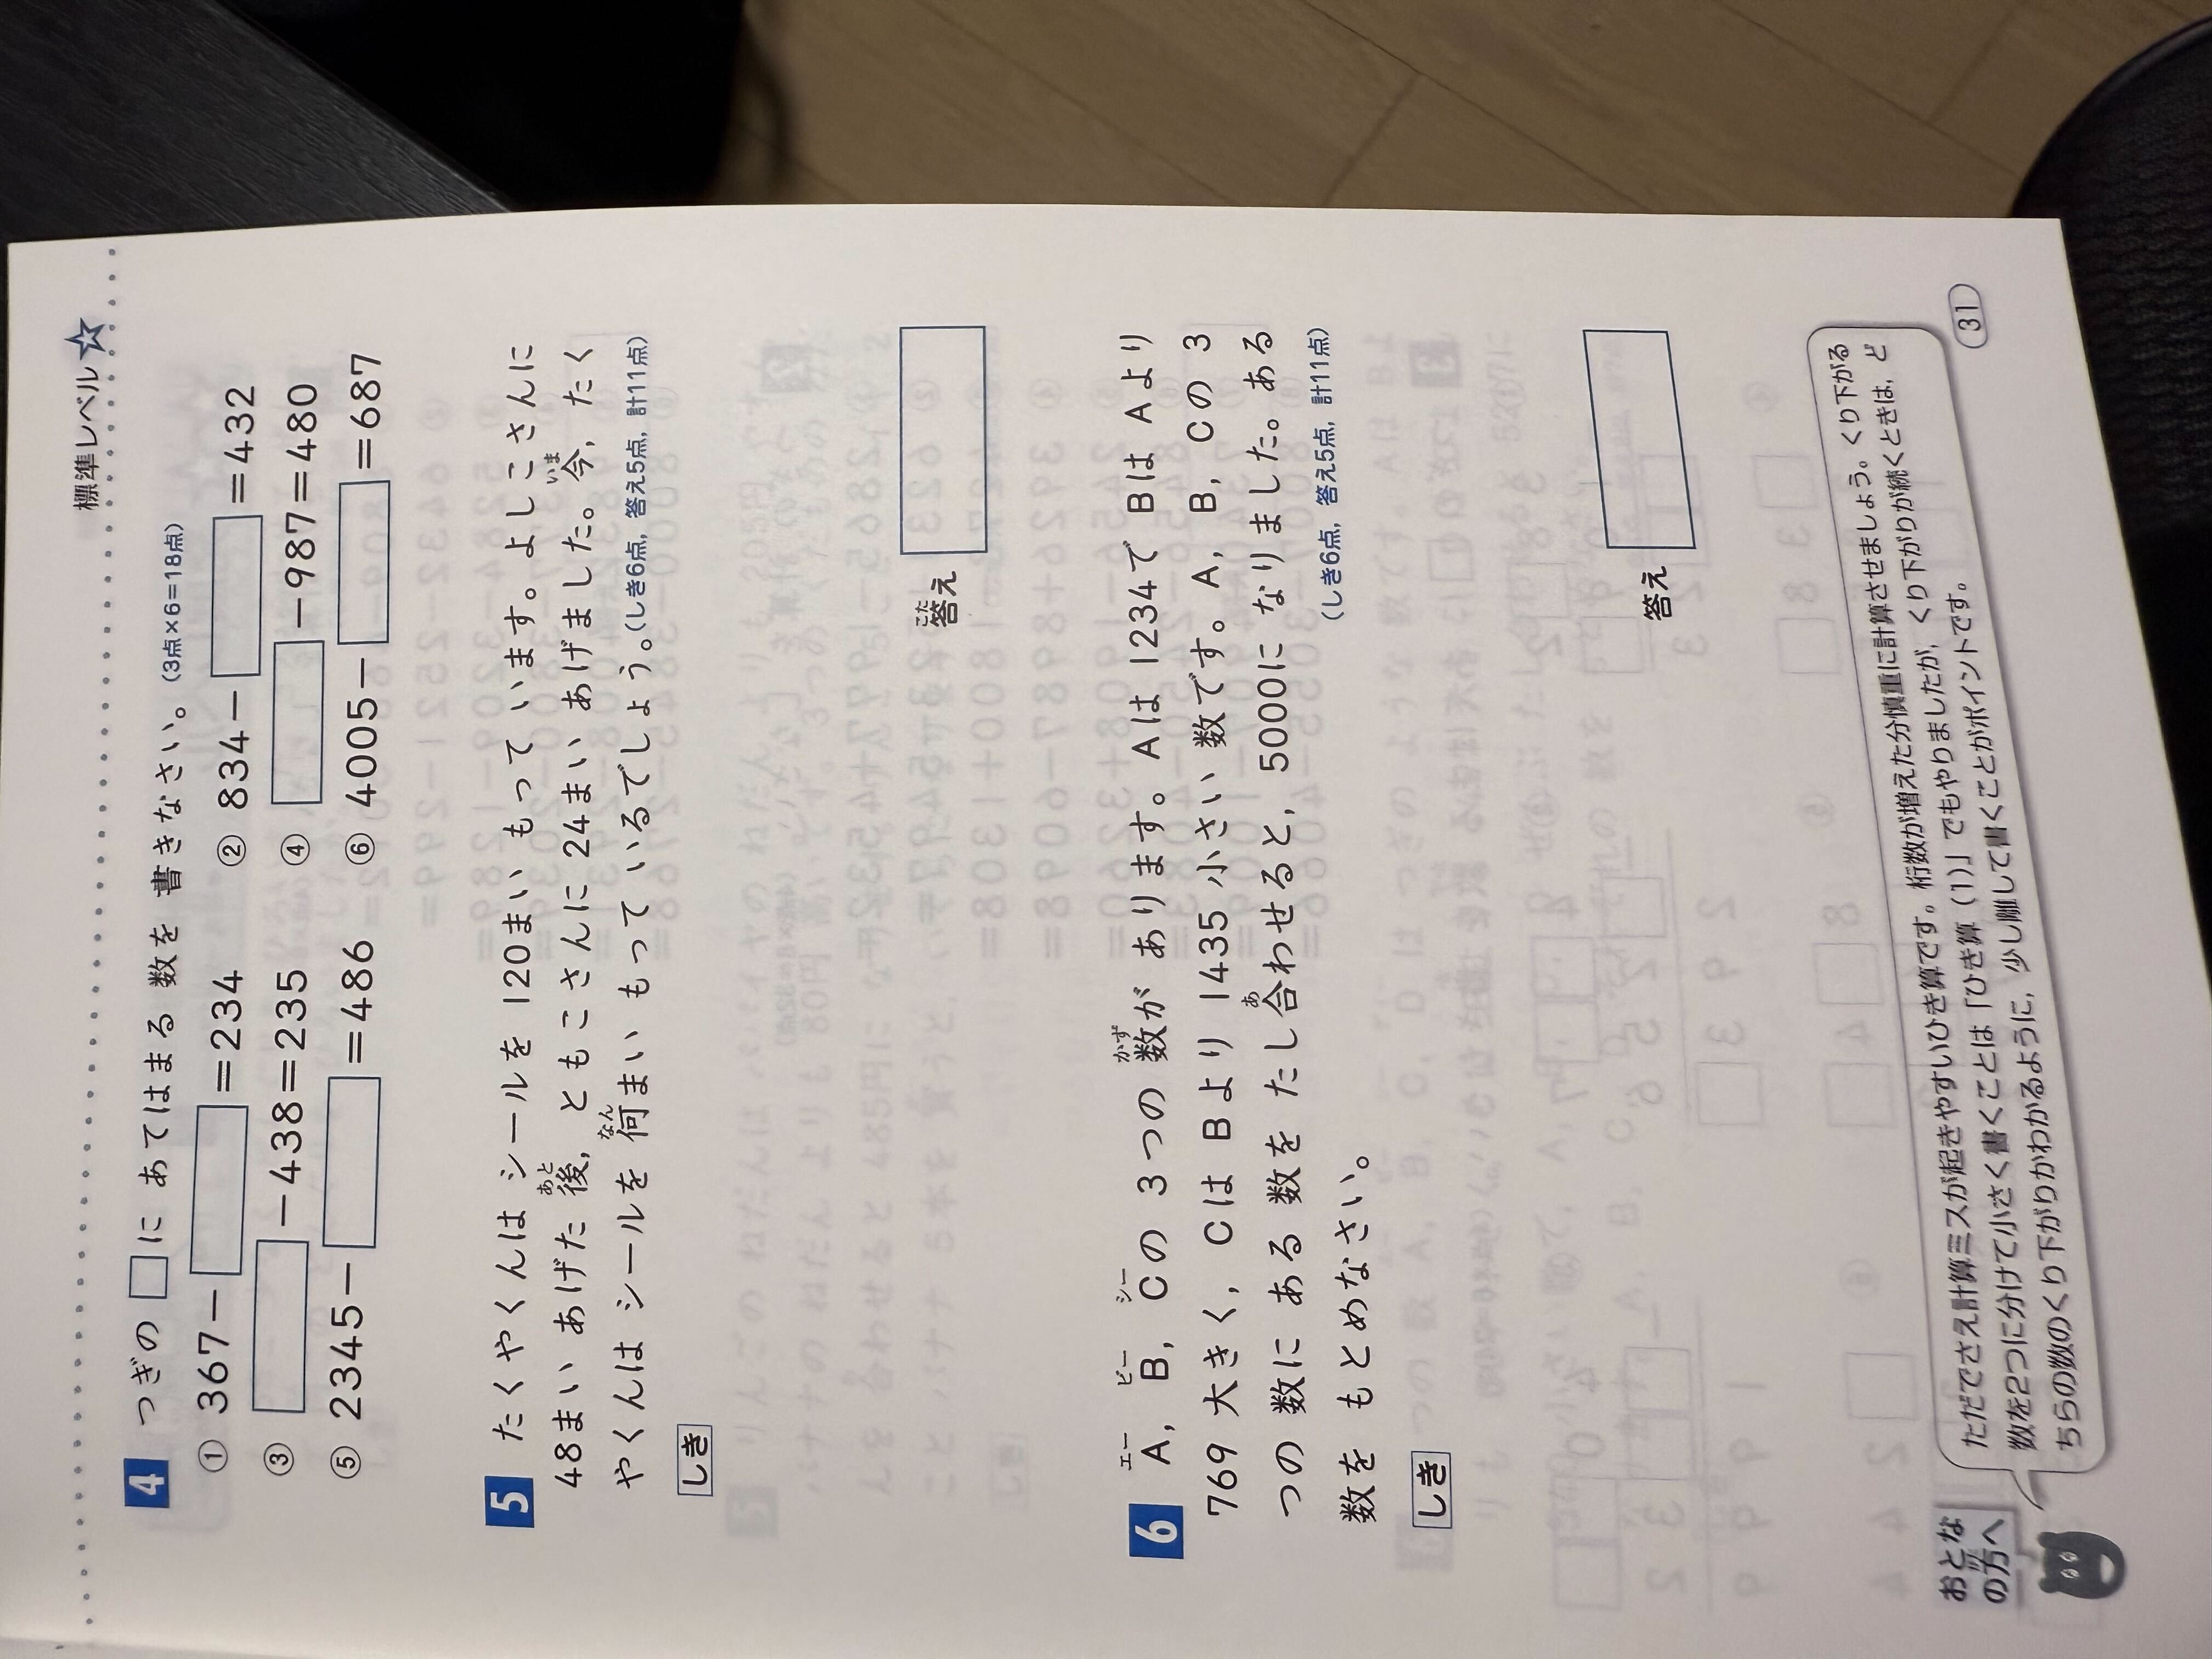 標準レベル
4 つぎの □に あてはまる 数を 書きなさい。(3点×6=18点)
① 367−□=234 ② 834−□=432
③ □−438=235 ④ □−987=480
⑤ 2345−□=486 ⑥ 4005−□=687
5 たくやくんは シールを 120まい もって います。よしこさんに
48まい あげた 後, ともこさんに 24まい あげました。今, たく
やくんは シールを 何まい もって いるでしょう。(しき6点, 答え5点, 計11点)
あと
いま
なん
しき
こた
答え
エー ビー シー かず
6 A, B, Cの 3つの 数が あります。Aは 1234で Bは Aより
769 大きく, Cは Bより 1435 小さい 数です。A, B, Cの 3
つの 数に ある 数を たし合わせると, 5000に なりました。ある
あ
数を もとめなさい。
(しき6点, 答え5点, 計11点)
しき
答え
おとな
の方へ
ただでさえ計算ミスが起きやすいひき算です。桁数が増えた分慎重に計算させましょう。くり下がる
数を2つに分けて小さく書くことは「ひき算(1)」でもやりましたが、くり下がりが続くときは, ど
ちらの数のくり下がりかわかるように, 少し離して書くことがポイントです。
31